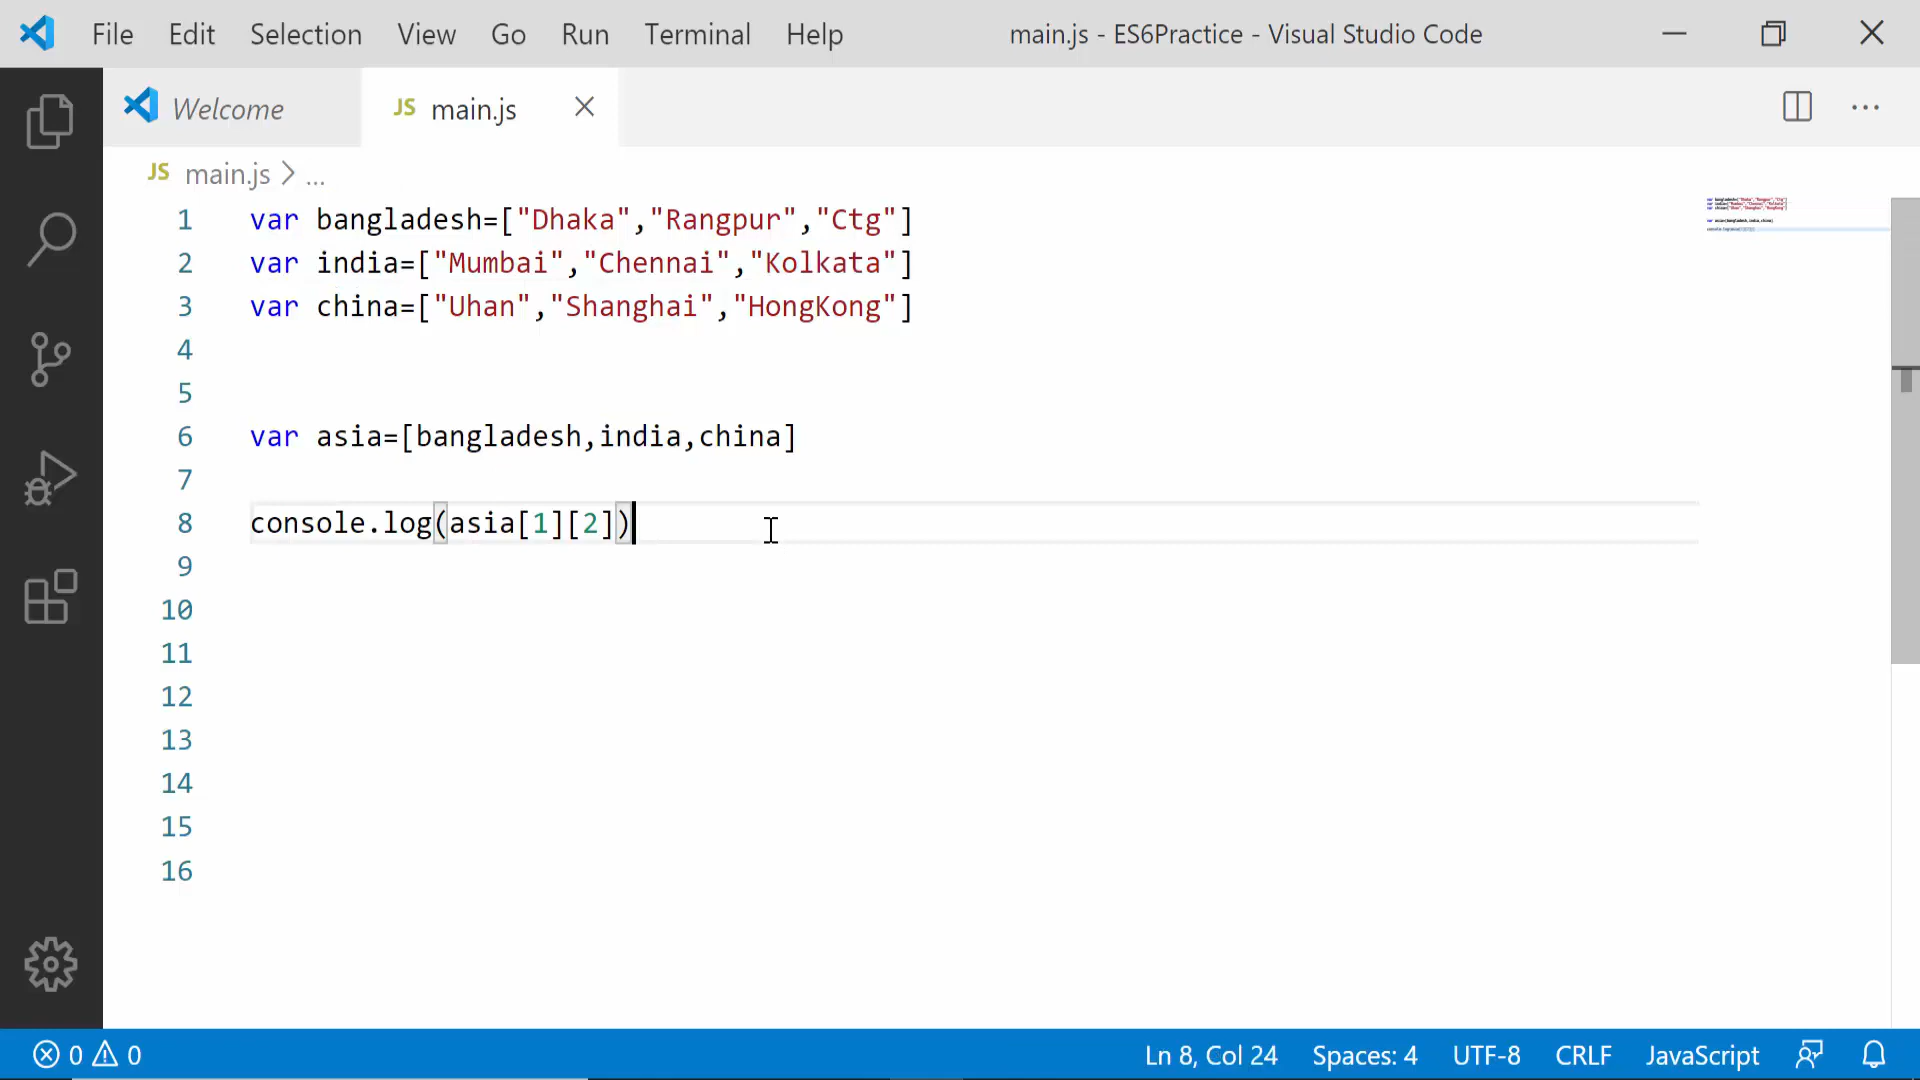 File Edit Selection View Go Run Terminal Help main.js - ES6Practice - Visual Studio Code
Welcome JS main.js
JS main.js > ...
1 var bangladesh=["Dhaka","Rangpur","Ctg"]
2 var india=["Mumbai","Chennai","Kolkata"]
3 var china=["Uhan","Shanghai","HongKong"]
4
5
6 var asia=[bangladesh,india,china]
7
8 console.log(asia[1][2])
9
10
11
12
13
14
15
16
0 0 Ln 8, Col 24 Spaces: 4 UTF-8 CRLF JavaScript